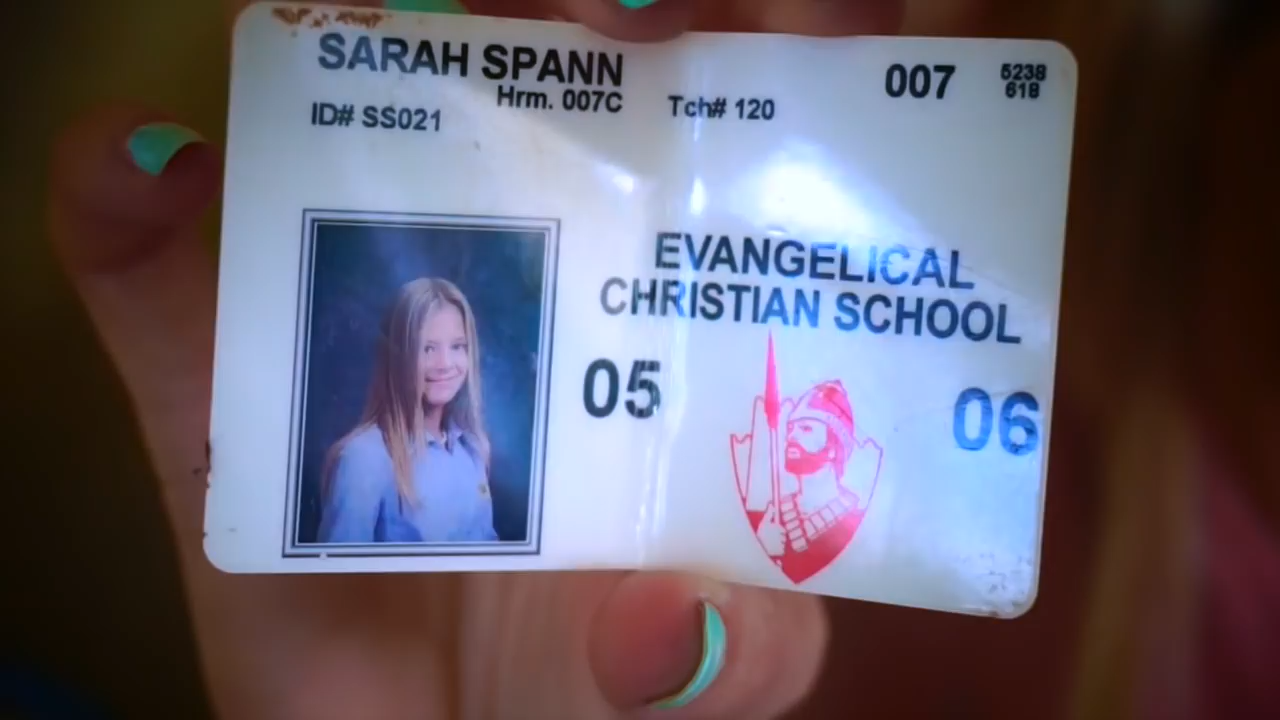 SARAH SPANN
Hrm. 007C
ID# SS021
Tch# 120
007
5238
618
EVANGELICAL
CHRISTIAN SCHOOL
05
06